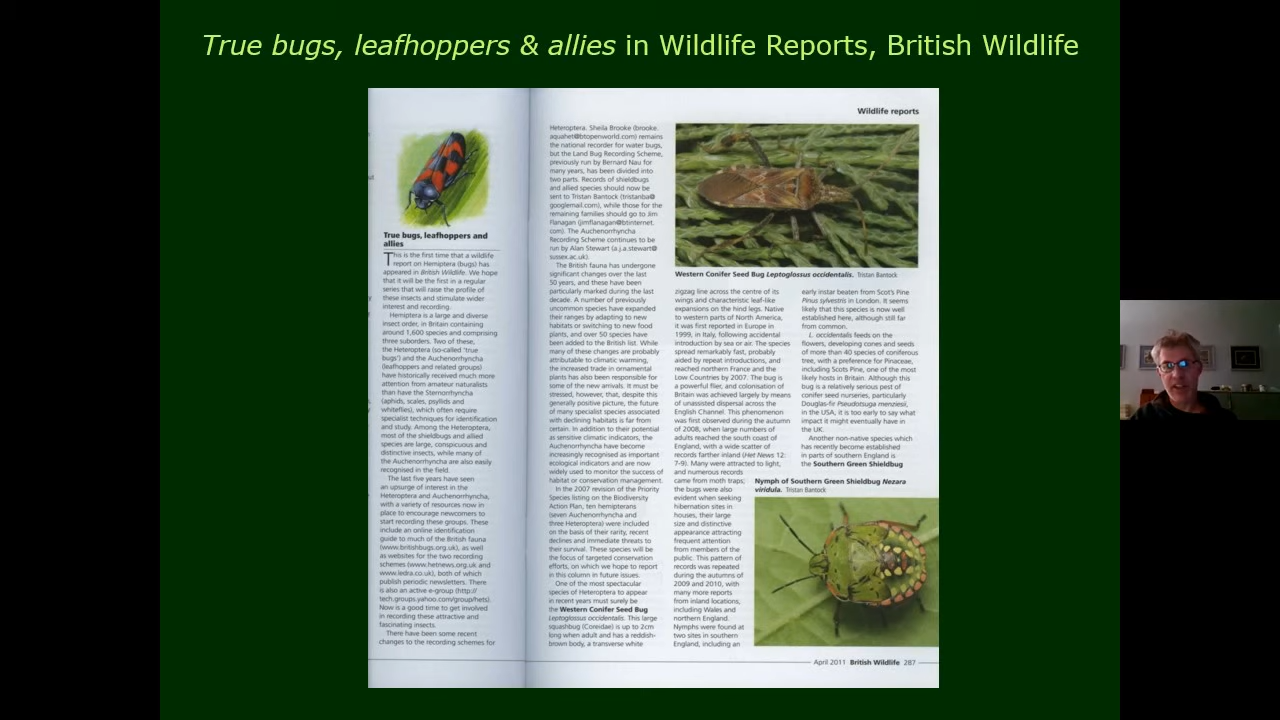 True bugs, leafhoppers & allies in Wildlife Reports, British Wildlife
Wildlife reports
True bugs, leafhoppers and
allies
This is the first time that a wildlife
report on Hemiptera (bugs) has
appeared in British Wildlife. We hope
that it will be the first in a regular
series that will raise the profile of
these insects and stimulate wider
interest and recording.
Hemiptera is a large and diverse
insect order, in Britain containing
around 1,600 species and comprising
three suborders. Two of these,
the Heteroptera (so-called 'true
bugs') and the Auchenorrhyncha
(leafhoppers and related groups)
have historically received much more
attention from amateur naturalists
than have the Sternorrhyncha
(aphids, scales, psyllids and
whiteflies), which often require
specialist techniques for identification
and study. Among the Heteroptera,
most of the shieldbugs and allied
species are large, conspicuous and
distinctive insects, while many of
the Auchenorrhyncha are also easily
recognised in the field.
The last five years have seen
an upsurge of interest in the
Heteroptera and Auchenorrhyncha,
with a variety of resources now in
place to encourage newcomers to
start recording these groups. These
include an online identification
guide to much of the British fauna
(www.britishbugs.org.uk), as well
as websites for the two recording
schemes (www.hetnews.org.uk and
www.ledra.co.uk), both of which
publish periodic newsletters. There
is also an active e-group (http://
tech.groups.yahoo.com/group/hets).
Now is a good time to get involved
in recording these attractive and
fascinating insects.
There have been some recent
changes to the recording schemes for
Heteroptera. Sheila Brooke (brooke.
aquahet@btopenworld.com) remains
the national recorder for water bugs,
but the Land Bug Recording Scheme,
previously run by Bernard Nau for
many years, has been divided into
two parts. Records of shieldbugs
and allied species should now be
sent to Tristan Bantock (tristanba@
googlemail.com), while those for the
remaining families should go to Jim
Flanagan (jimflanagan@btinternet.
com). The Auchenorrhyncha
Recording Scheme continues to be
run by Alan Stewart (a.j.a.stewart@
sussex.ac.uk).
The British fauna has undergone
significant changes over the last
50 years, and these have been
particularly marked during the last
decade. A number of previously
uncommon species have expanded
their ranges by adapting to new
habitats or switching to new food
plants, and over 50 species have
been added to the British list. While
many of these changes are probably
attributable to climatic warming,
the increased trade in ornamental
plants has also been responsible for
some of the new arrivals. It must be
stressed, however, that, despite this
generally positive picture, the future
of many specialist species associated
with declining habitats is far from
certain. In addition to their potential
as sensitive climatic indicators, the
Auchenorrhyncha have become
increasingly recognised as important
ecological indicators and are now
widely used to monitor the success of
habitat or conservation management.
In the 2007 revision of the Priority
Species listing on the Biodiversity
Action Plan, ten hemipterans
(seven Auchenorrhyncha and
three Heteroptera) were included
on the basis of their rarity, recent
declines and immediate threats to
their survival. These species will be
the focus of targeted conservation
efforts, on which we hope to report
in this column in future issues.
One of the most spectacular
species of Heteroptera to appear
in recent years must surely be
the Western Conifer Seed Bug
Leptoglossus occidentalis. This large
squashbug (Coreidae) is up to 2cm
long when adult and has a reddish-
brown body, a transverse white
Western Conifer Seed Bug Leptoglossus occidentalis. Tristan Bantock
zigzag line across the centre of its
wings and characteristic leaf-like
expansions on the hind legs. Native
to western parts of North America,
it was first reported in Europe in
1999, in Italy, following accidental
introduction by sea or air. The species
spread remarkably fast, probably
aided by repeat introductions, and
reached northern France and the
Low Countries by 2007. The bug is
a powerful flier, and colonisation of
Britain was achieved largely by means
of unassisted dispersal across the
English Channel. This phenomenon
was first observed during the autumn
of 2008, when large numbers of
adults reached the south coast of
England, with a wide scatter of
records farther inland (Het News 12:
7-9). Many were attracted to light,
and numerous records
came from moth traps;
the bugs were also
evident when seeking
hibernation sites in
houses, their large
size and distinctive
appearance attracting
frequent attention
from members of the
public. This pattern of
records was repeated
during the autumns of
2009 and 2010, with
many more reports
from inland locations,
including Wales and
northern England.
Nymphs were found at
two sites in southern
England, including an
early instar beaten from Scot's Pine
Pinus sylvestris in London. It seems
likely that this species is now well
established here, although still far
from common.
L. occidentalis feeds on the
flowers, developing cones and seeds
of more than 40 species of coniferous
tree, with a preference for Pinaceae,
including Scots Pine, one of the most
likely hosts in Britain. Although this
bug is a relatively serious pest of
conifer seed nurseries, particularly
Douglas-fir Pseudotsuga menziesii,
in the USA, it is too early to say what
impact it might eventually have in
the UK.
Another non-native species which
has recently become established
in parts of southern England is
the Southern Green Shieldbug
Nymph of Southern Green Shieldbug Nezara
viridula. Tristan Bantock
April 2011 British Wildlife 287